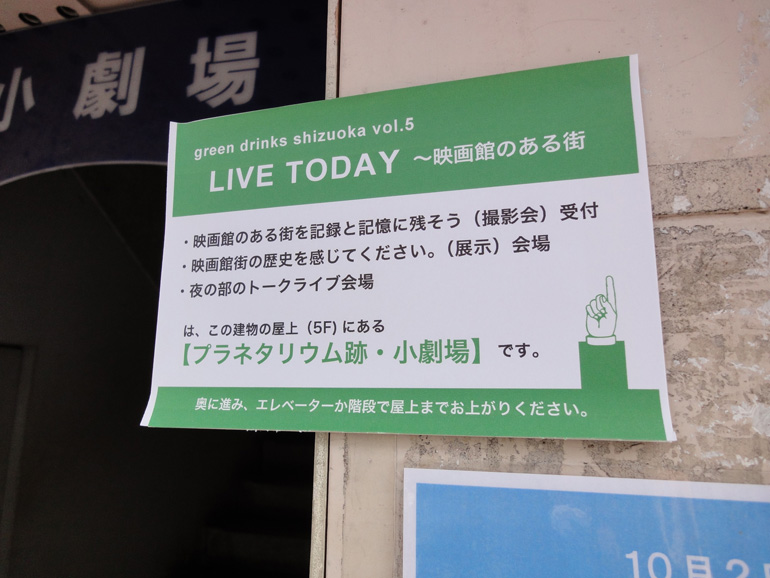 小劇場
green drinks shizuoka vol.5
LIVE TODAY ～映画館のある街
・映画館のある街を記録と記憶に残そう（撮影会）受付
・映画館街の歴史を感じてください。（展示）会場
・夜の部のトークライブ会場
は、この建物の屋上（5F）にある
【プラネタリウム跡・小劇場】です。
奥に進み、エレベーターか階段で屋上までお上がりください。
10月2